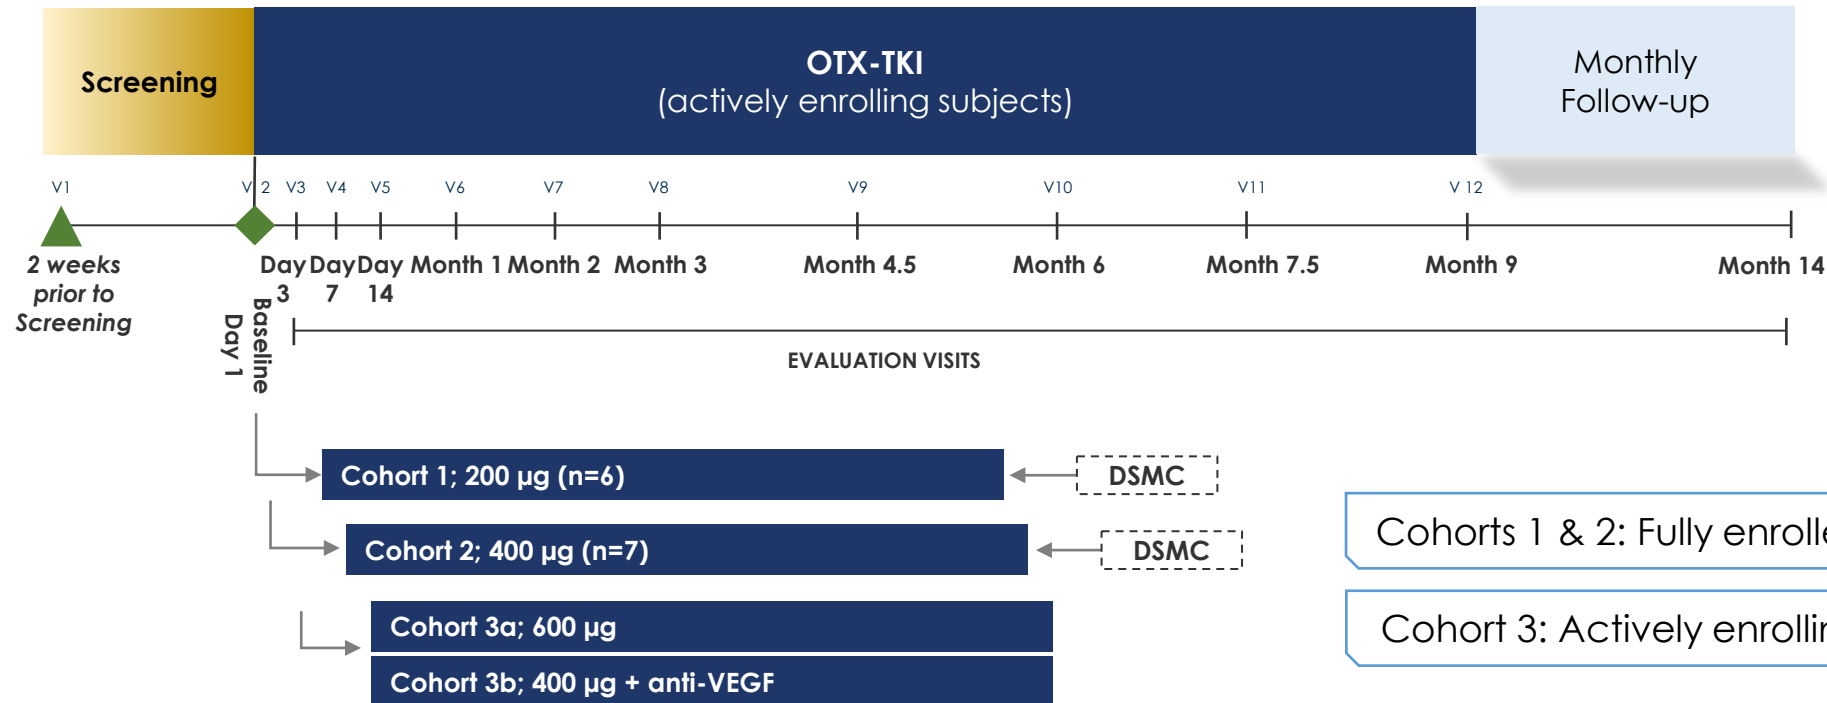 Screening
OTX-TKI
(actively enrolling subjects)
Monthly
Follow-up
V1
V 2
V3
V4
V5
V6
V7
V8
V9
V10
V11
V 12
2 weeks
prior to
Screening
Baseline
Day 1
Day
3
Day
7
Day
14
Month 1
Month 2
Month 3
Month 4.5
Month 6
Month 7.5
Month 9
Month 14
EVALUATION VISITS
Cohort 1; 200 µg (n=6)
DSMC
Cohort 2; 400 µg (n=7)
DSMC
Cohort 3a; 600 µg
Cohort 3b; 400 µg + anti-VEGF
Cohorts 1 & 2: Fully
Cohort 3: Actively